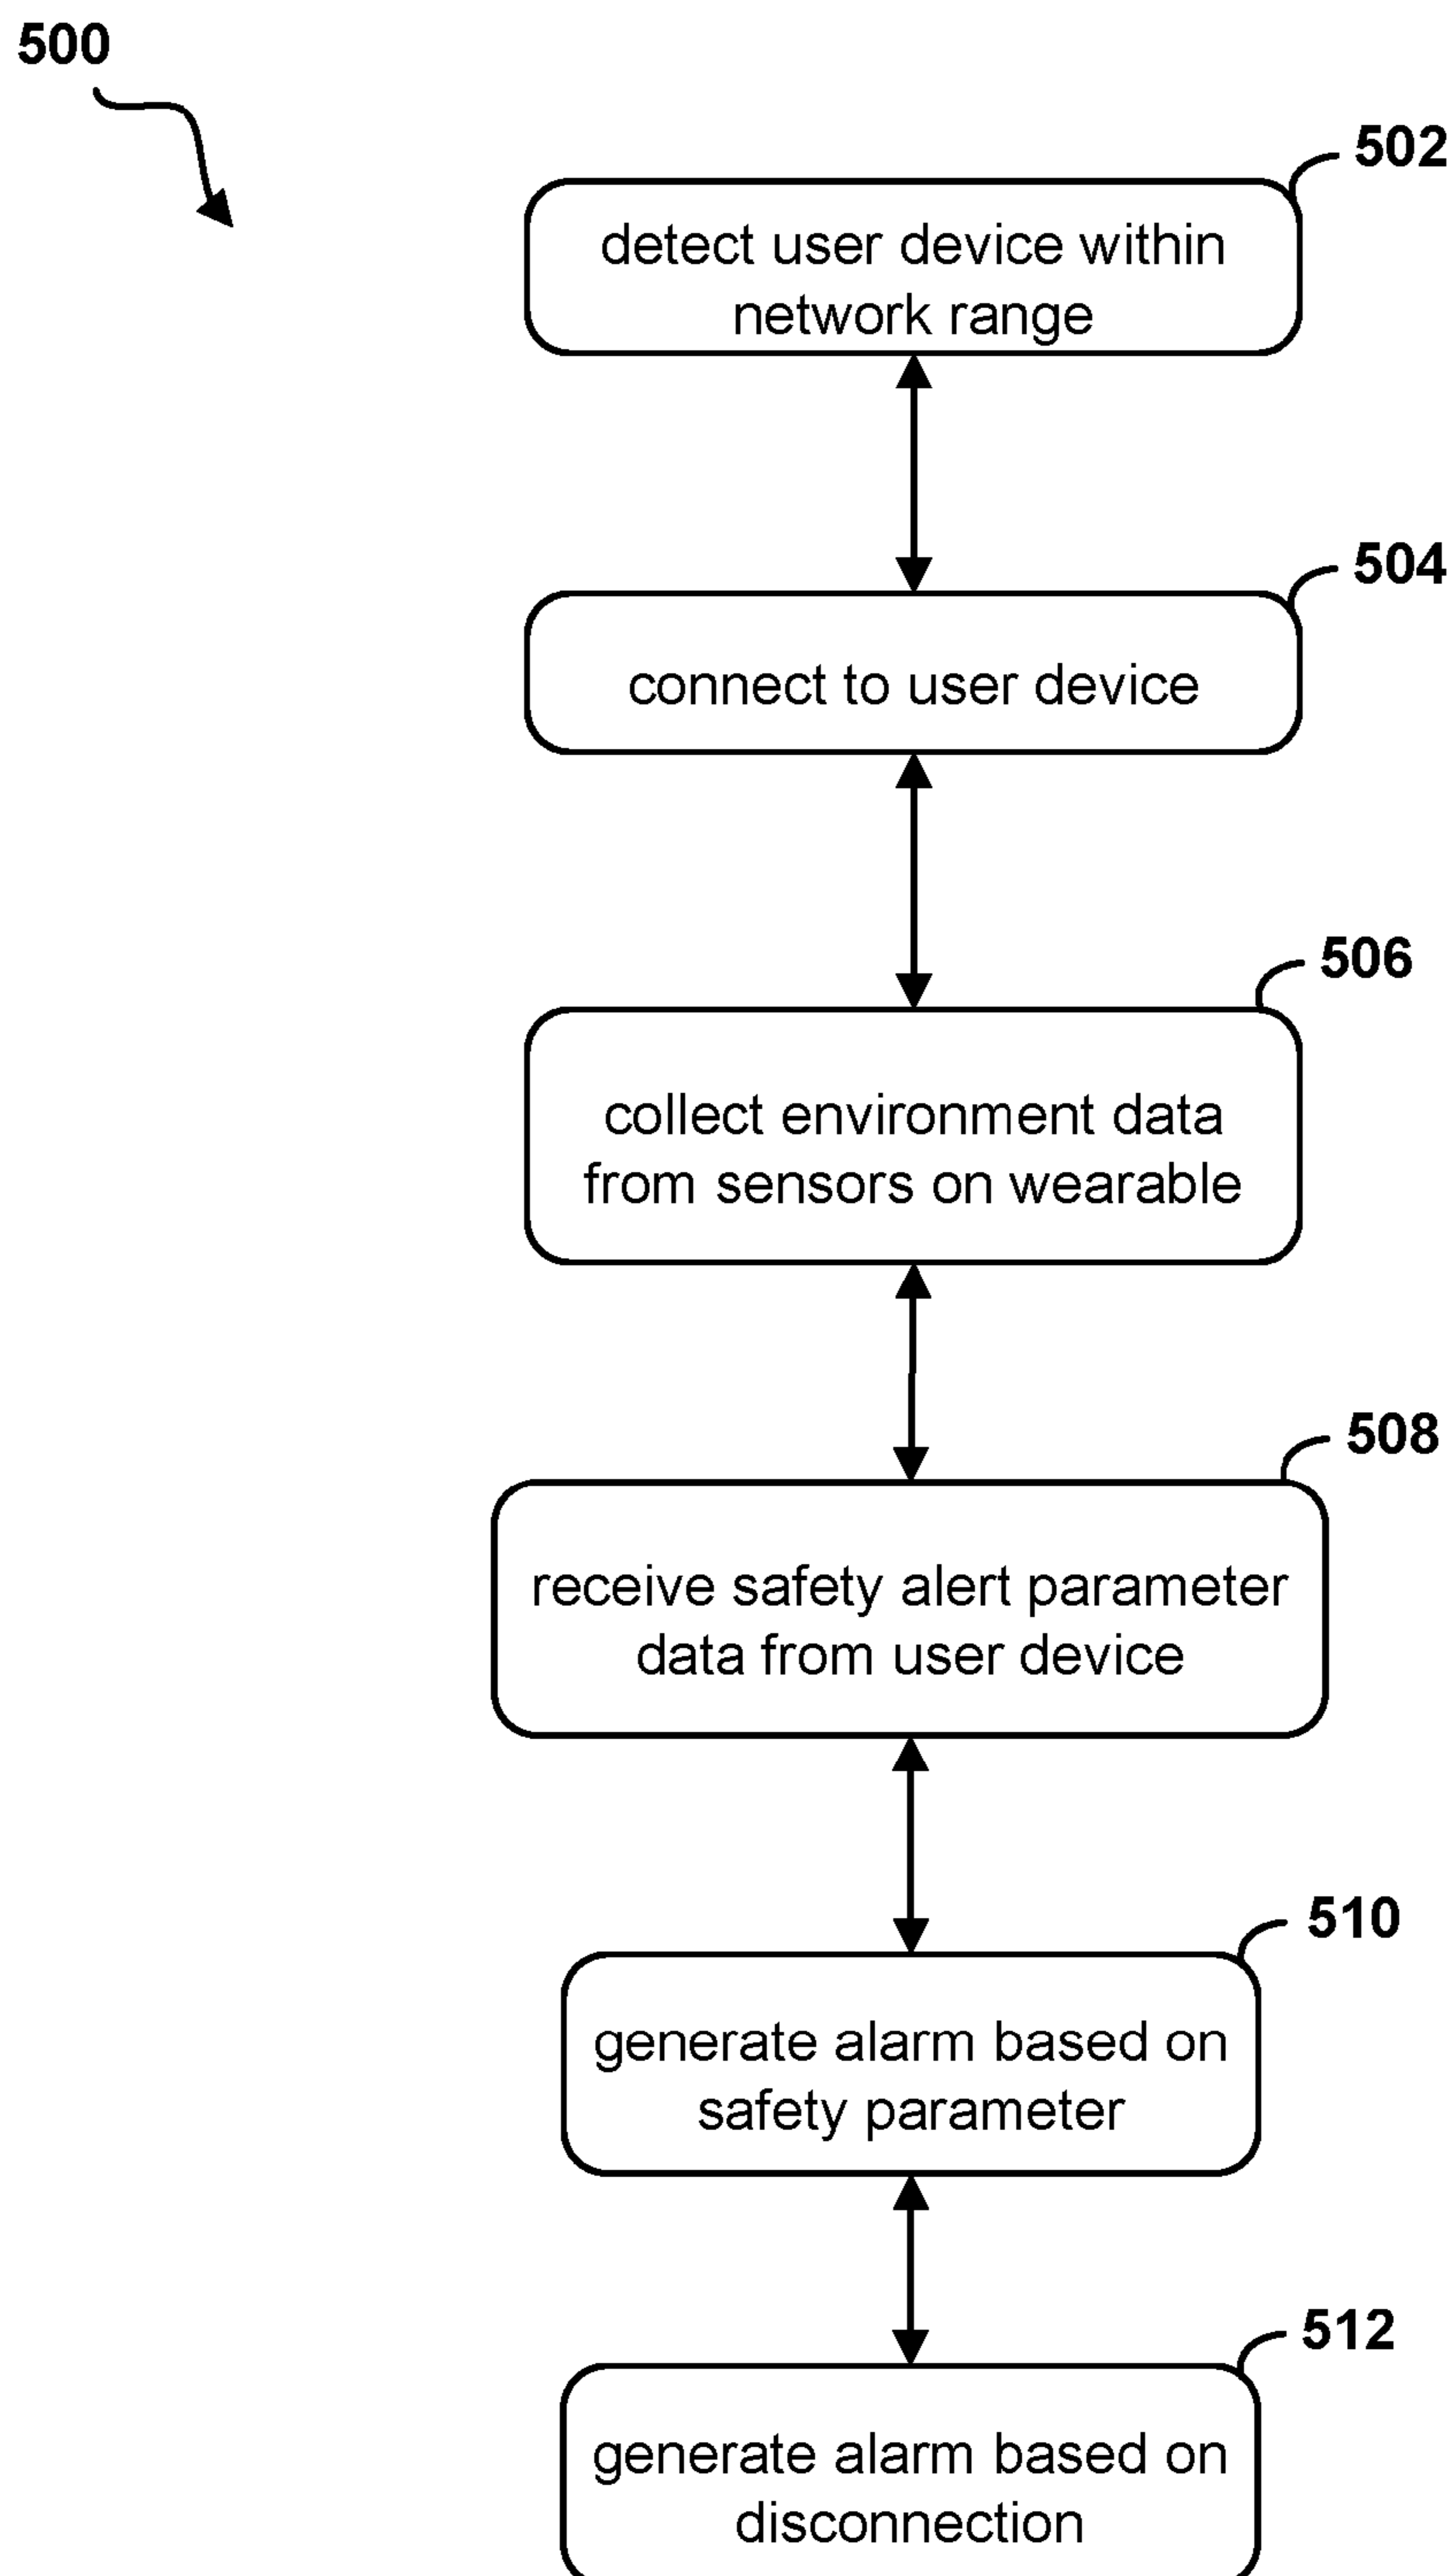 500
502
detect user device within
network range
504
connect to user device
506
collect environment data
from sensors on wearable
508
receive safety alert parameter
data from user device
510
generate alarm based on
safety parameter
512
generate alarm based on
disconnection